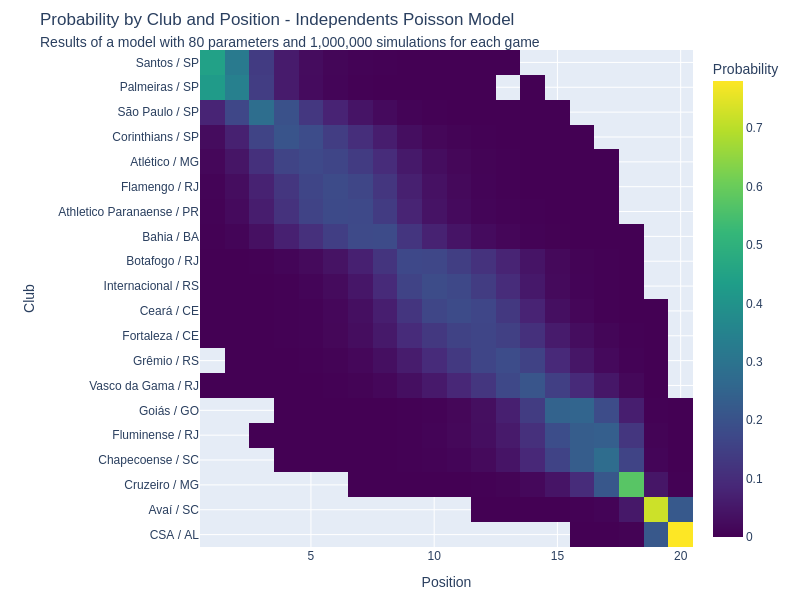 Probability by Club and Position - Independents Poisson Model
Results of a model with 80 parameters and 1,000,000 simulations for each game
Probability
Santos / SP
Palmeiras / SP
São Paulo / SP
Corinthians / SP
Atlético / MG
Flamengo / RJ
Athletico Paranaense / PR
Bahia / BA
Botafogo / RJ
Internacional / RS
Ceará / CE
Fortaleza / CE
Grêmio / RS
Vasco da Gama / RJ
Goiás / GO
Fluminense / RJ
Chapecoense / SC
Cruzeiro / MG
Avaí / SC
CSA / AL
Club
0.7
0.6
0.5
0.4
0.3
0.2
0.1
0
5
10
15
20
Position